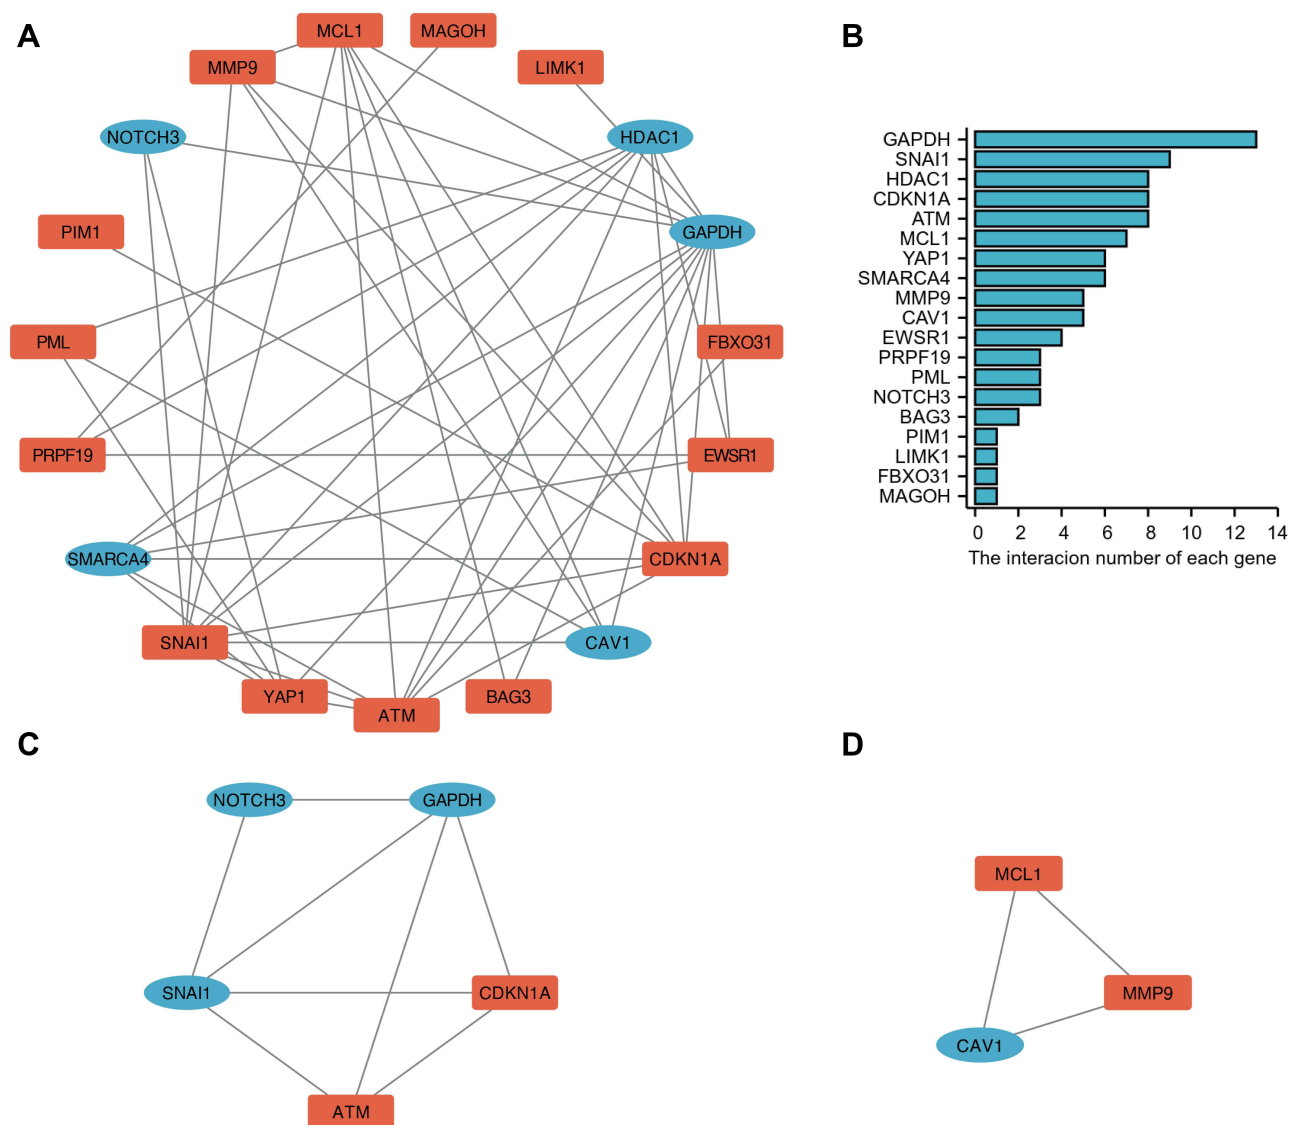 A
MCL1
MAGOH
MMP9
LIMK1
NOTCH3
HDAC1
PIM1
GAPDH
PML
FBXO31
PRPF19
EWSR1
SMARCA4
CDKN1A
SNAI1
CAV1
YAP1
ATM
BAG3
B
GAPDH
SNAI1
HDAC1
CDKN1A
ATM
MCL1
YAP1
SMARCA4
MMP9
CAV1
EWSR1
PRPF19
PML
NOTCH3
BAG3
PIM1
LIMK1
FBXO31
MAGOH
0 2 4 6 8 10 12 14
The interacion number of each gene
C
NOTCH3
GAPDH
SNAI1
CDKN1A
ATM
D
MCL1
MMP9
CAV1